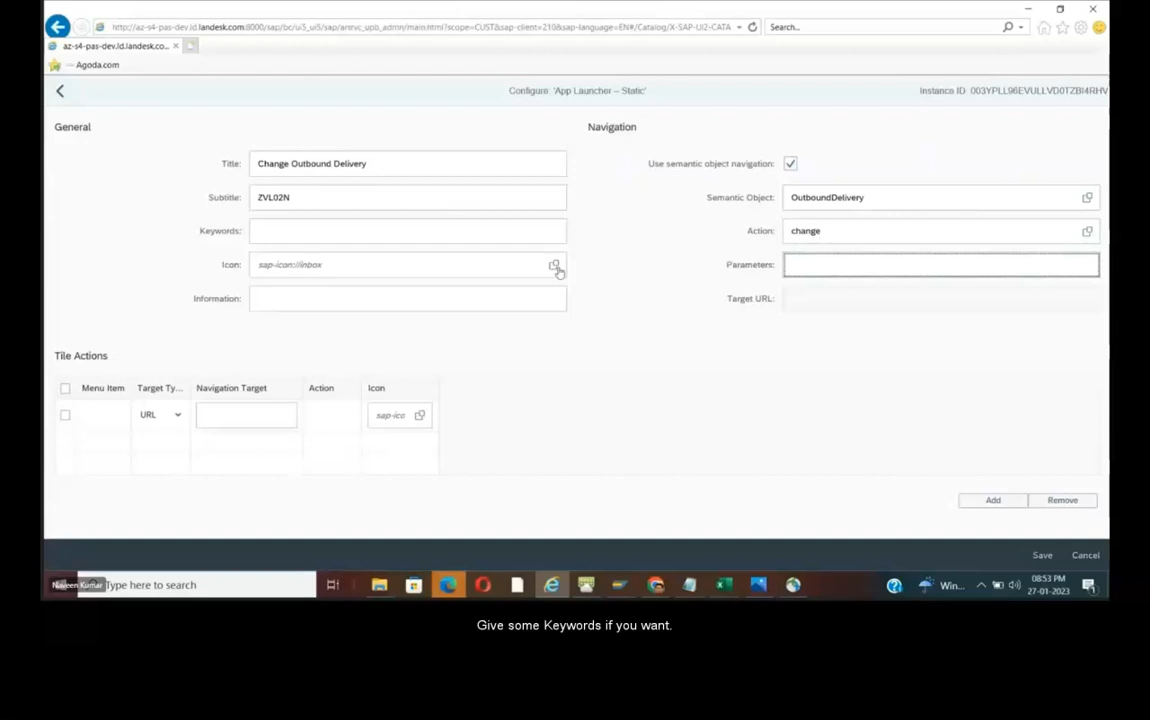 http://az-s4-pas-dev.ld.landesk.com:8000/sap/bc/ui5_ui5/sap/arsrvc_upb_admn/main.html?scope=CUST&sap-client=210&sap-language=EN#/Catalog/X-SAP-UI2-CATA
Search...
az-s4-pas-dev.ld.landesk.co...
Agoda.com
Configure: 'App Launcher – Static'
Instance ID 003YPLL96EVULLVD0TZBI4RHV
General
Navigation
Title: Change Outbound Delivery
Use semantic object navigation:
Subtitle: ZVL02N
Semantic Object: OutboundDelivery
Keywords:
Action: change
Icon: sap-icon://inbox
Parameters:
Information:
Target URL:
Tile Actions
Menu Item Target Ty... Navigation Target Action Icon
URL sap-ico
Add Remove
Save Cancel
Naveen Kumar
Type here to search
Win...
08:53 PM
27-01-2023
1
Give some Keywords if you want.